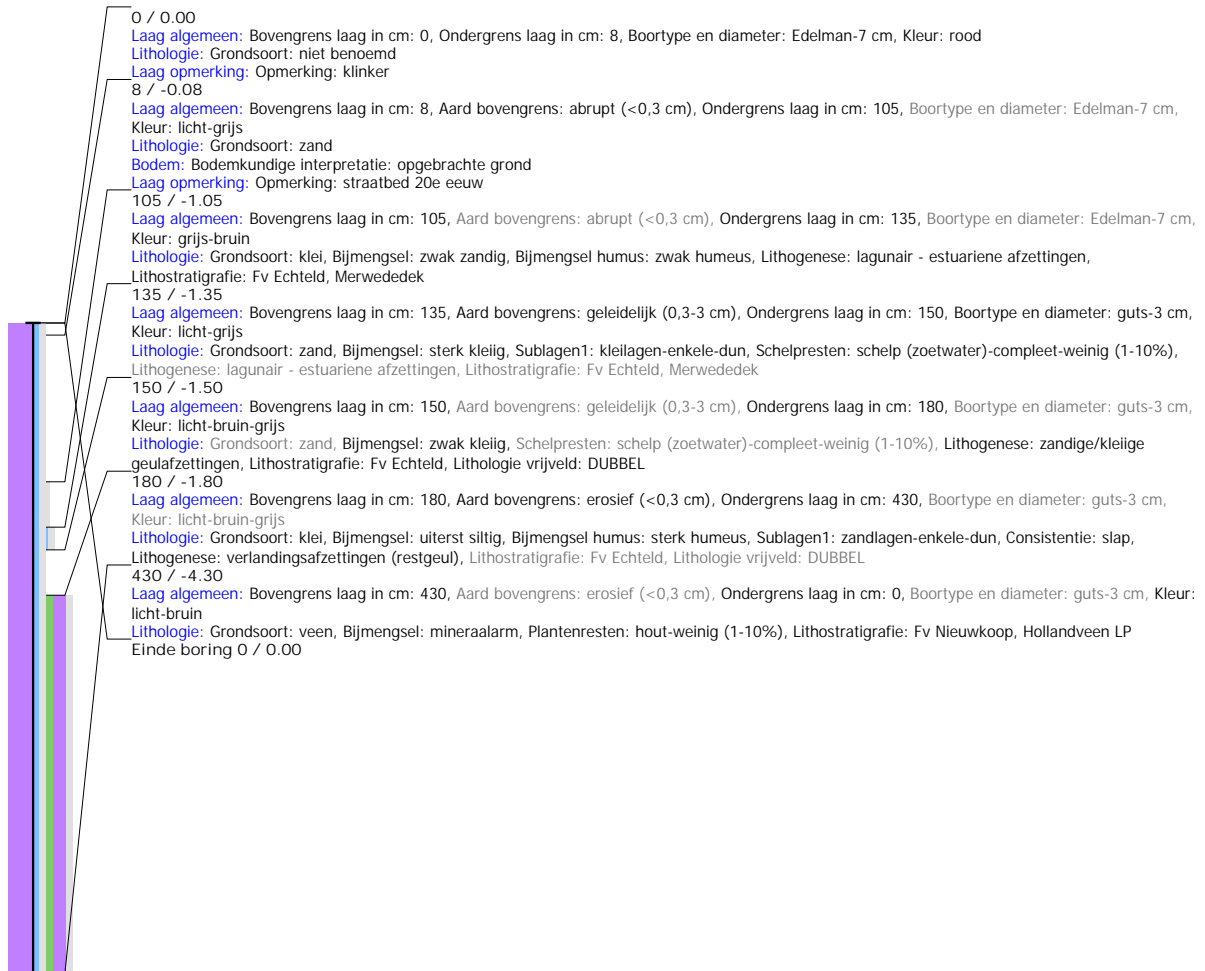 0 / 0.00
Laag algemeen: Bovengrens laag in cm: 0, Ondergrens laag in cm: 8, Boortype en diameter: Edelman-7 cm, Kleur: rood
Lithologie: Grondsoort: niet benoemd
Laag opmerking: Opmerking: klinker
8 / -0.08
Laag algemeen: Bovengrens laag in cm: 8, Aard bovengrens: abrupt (<0,3 cm), Ondergrens laag in cm: 105, Boortype en diameter: Edelman-7 cm,
Kleur: licht-grijs
Lithologie: Grondsoort: zand
Bodem: Bodemkundige interpretatie: opgebrachte grond
Laag opmerking: Opmerking: straatbed 20e eeuw
105 / -1.05
Laag algemeen: Bovengrens laag in cm: 105, Aard bovengrens: abrupt (<0,3 cm), Ondergrens laag in cm: 135, Boortype en diameter: Edelman-7 cm,
Kleur: grijs-bruin
Lithologie: Grondsoort: klei, Bijmengsel: zwak zandig, Bijmengsel humus: zwak humeus, Lithogenese: lagunair - estuariene afzettingen,
Lithostratigrafie: Fv Echteld, Merwededek
135 / -1.35
Laag algemeen: Bovengrens laag in cm: 135, Aard bovengrens: geleidelijk (0,3-3 cm), Ondergrens laag in cm: 150, Boortype en diameter: guts-3 cm,
Kleur: licht-grijs
Lithologie: Grondsoort: zand, Bijmengsel: sterk kleiig, Sublagen1: kleilagen-enkele-dun, Schelpresten: schelp (zoetwater)-compleet-weinig (1-10%),
Lithogenese: lagunair - estuariene afzettingen, Lithostratigrafie: Fv Echteld, Merwededek
150 / -1.50
Laag algemeen: Bovengrens laag in cm: 150, Aard bovengrens: geleidelijk (0,3-3 cm), Ondergrens laag in cm: 180, Boortype en diameter: guts-3 cm,
Kleur: licht-bruin-grijs
Lithologie: Grondsoort: zand, Bijmengsel: zwak kleiig, Schelpresten: schelp (zoetwater)-compleet-weinig (1-10%), Lithogenese: zandige/kleiige
geulafzettingen, Lithostratigrafie: Fv Echteld, Lithologie vrijveld: DUBBEL
180 / -1.80
Laag algemeen: Bovengrens laag in cm: 180, Aard bovengrens: erosief (<0,3 cm), Ondergrens laag in cm: 430, Boortype en diameter: guts-3 cm,
Kleur: licht-bruin-grijs
Lithologie: Grondsoort: klei, Bijmengsel: uiterst siltig, Bijmengsel humus: sterk humeus, Sublagen1: zandlagen-enkele-dun, Consistentie: slap,
Lithogenese: verlandingsafzettingen (restgeul), Lithostratigrafie: Fv Echteld, Lithologie vrijveld: DUBBEL
430 / -4.30
Laag algemeen: Bovengrens laag in cm: 430, Aard bovengrens: erosief (<0,3 cm), Ondergrens laag in cm: 0, Boortype en diameter: guts-3 cm, Kleur:
licht-bruin
Lithologie: Grondsoort: veen, Bijmengsel: mineraalarm, Plantenresten: hout-weinig (1-10%), Lithostratigrafie: Fv Nieuwkoop, Hollandveen LP
Einde boring 0 / 0.00